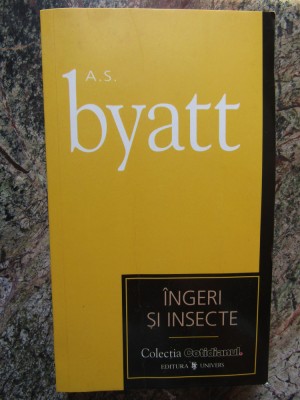 A.S.
byatt
ÎNGERI
ȘI INSECTE
Colecția Cotidianul.
EDITURA UNIVERS